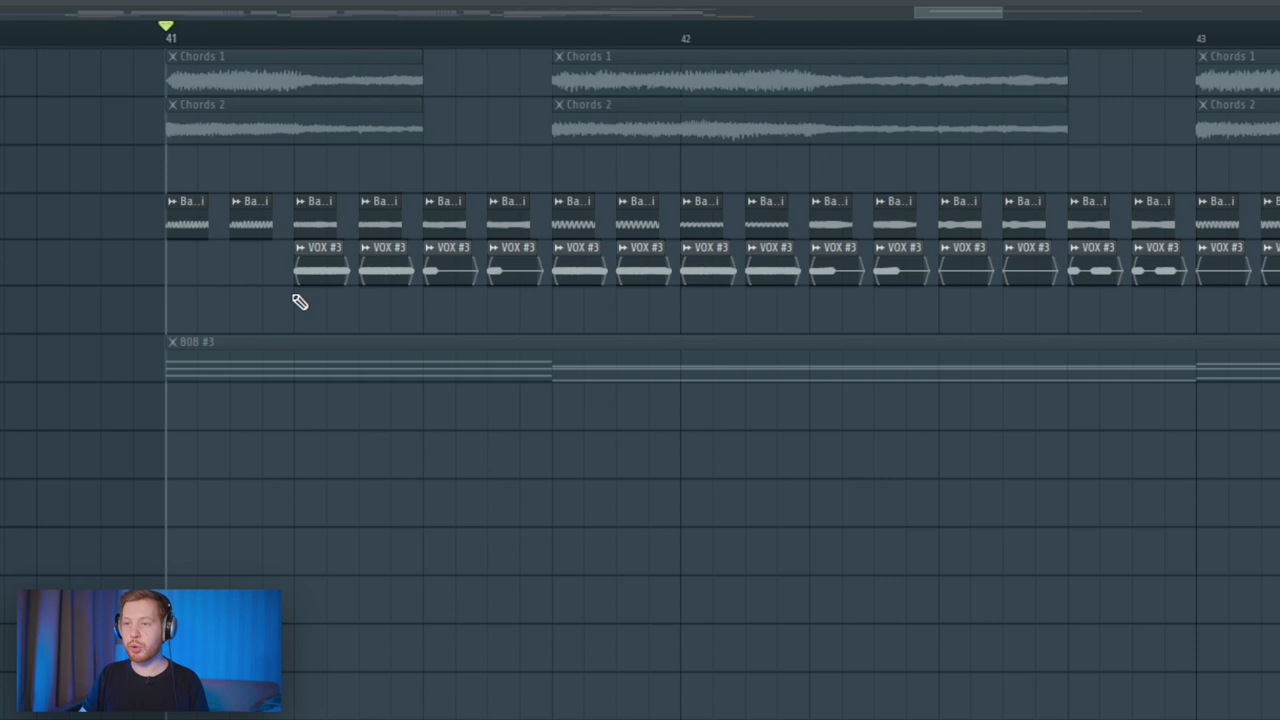 41 42 43
Chords 1 Chords 1 Chords 1
Chords 2 Chords 2 Chords 2
Ba..i Ba..i Ba..i Ba..i Ba..i Ba..i Ba..i Ba..i Ba..i Ba..i Ba..i Ba..i Ba..i Ba..i Ba..i Ba..i Ba..i
VOX #3 VOX #3 VOX #3 VOX #3 VOX #3 VOX #3 VOX #3 VOX #3 VOX #3 VOX #3 VOX #3 VOX #3 VOX #3 VOX #3 VOX #3
808 #3